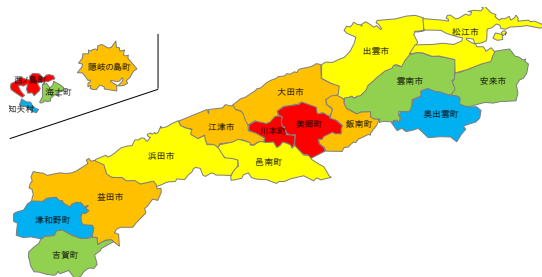 松江市
出雲市
隠岐の島町
西ノ島町
海士町
知夫村
雲南市
安来市
大田市
奥出雲町
美郷町
飯南町
江津市
川本町
浜田市
邑南町
益田市
津和野町
吉賀町